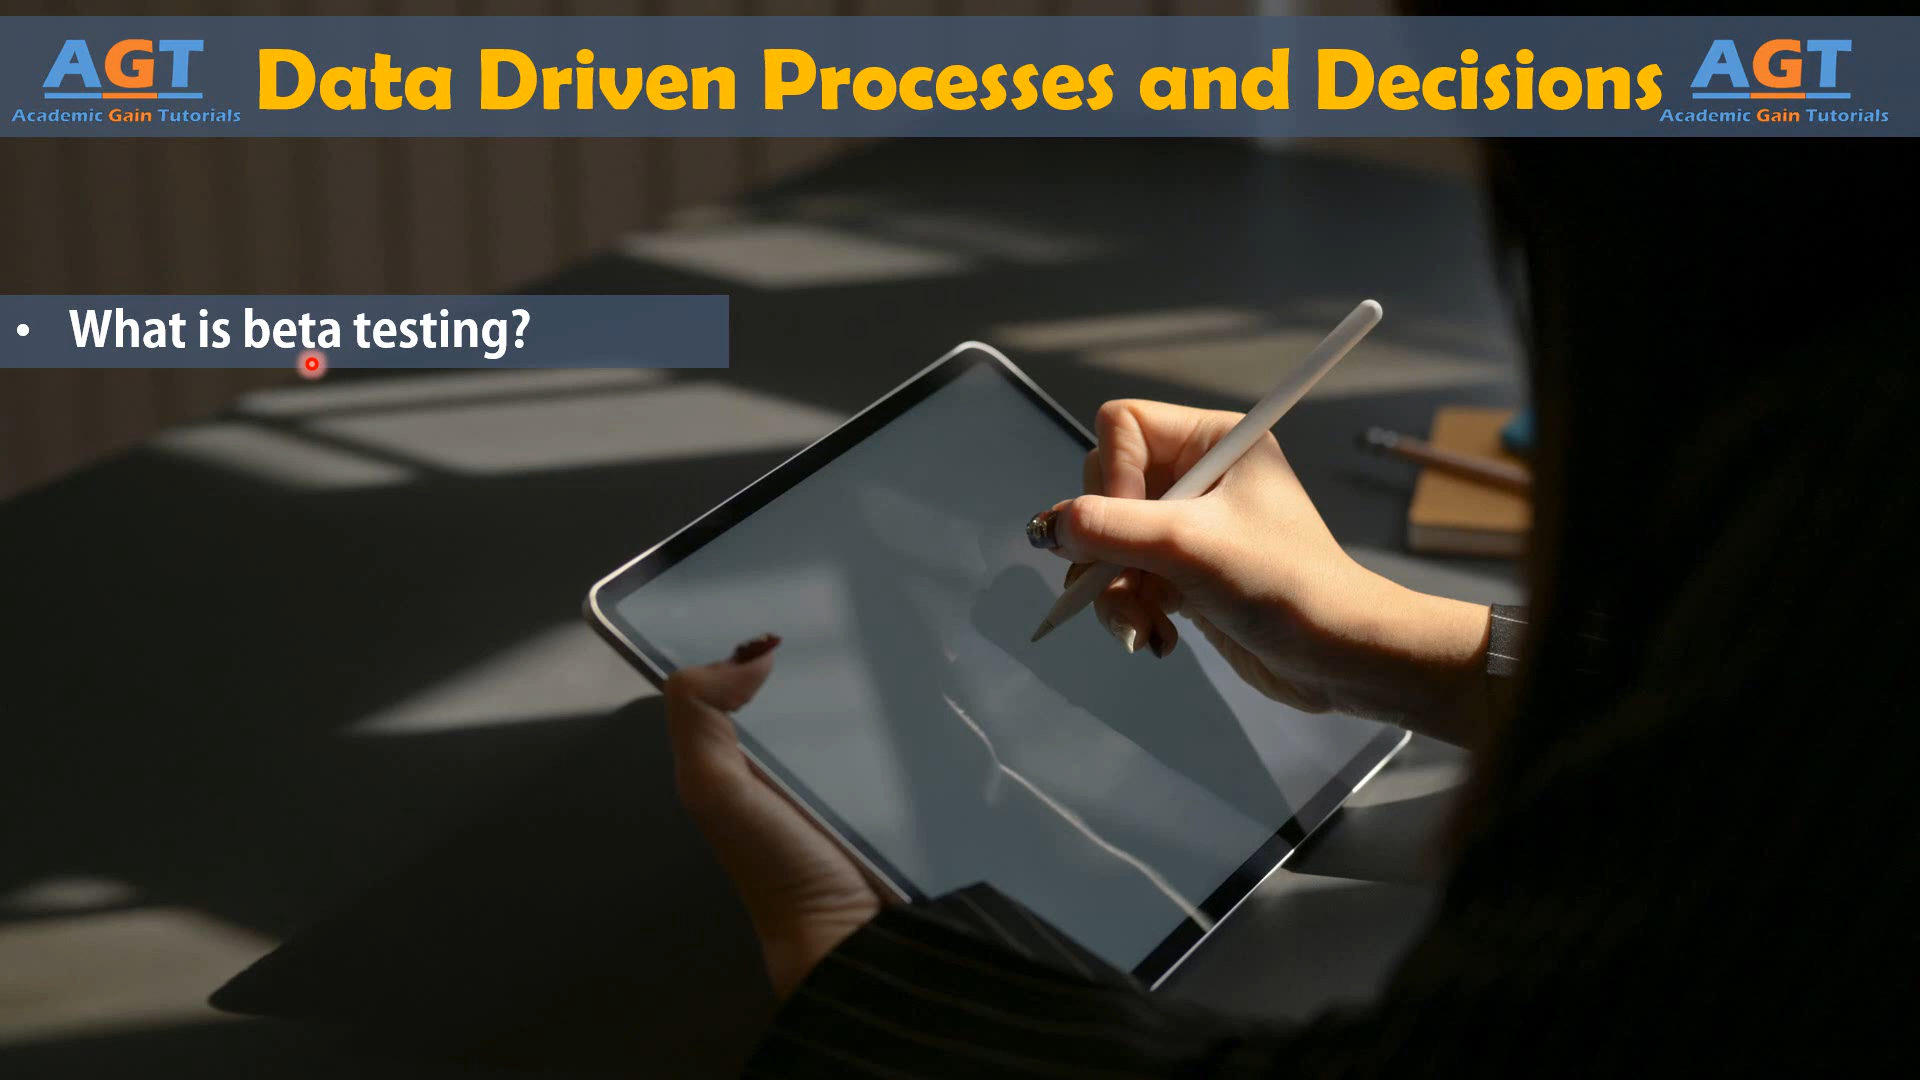 AGT
Academic Gain Tutorials
Data Driven Processes and Decisions
AGT
Academic Gain Tutorials
• What is beta testing?